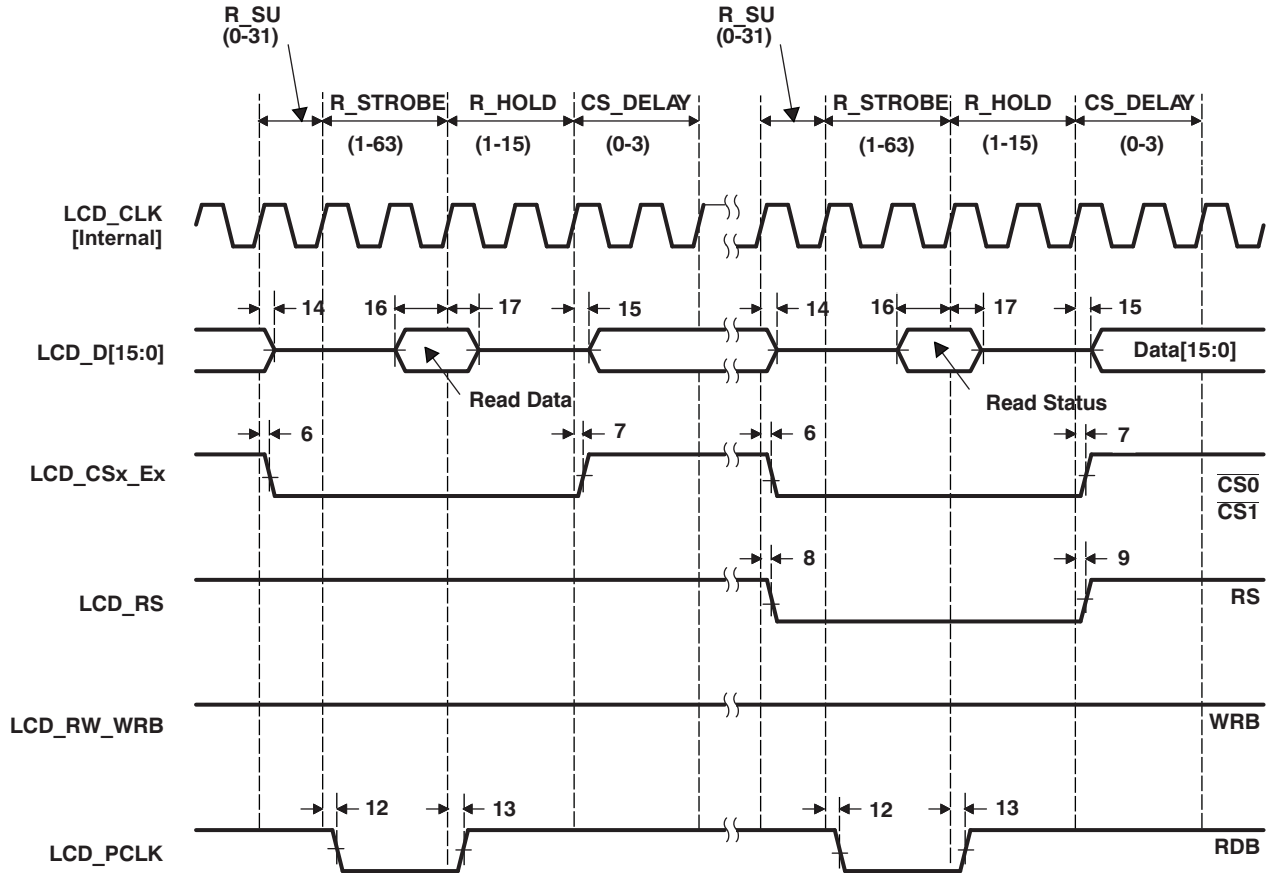 R_SU
(0-31)
R_SU
(0-31)
R_STROBE R_HOLD CS_DELAY R_STROBE R_HOLD CS_DELAY
(1-63) (1-15) (0-3) (1-63) (1-15) (0-3)
LCD_CLK
[Internal]
14 16 17 15 14 16 17 15
LCD_D[15:0] Data[15:0]
Read Data Read Status
6 7 6 7
LCD_CSx_Ex CS0
CS1
8 9
LCD_RS RS
LCD_RW_WRB WRB
12 13 12 13
LCD_PCLK RDB